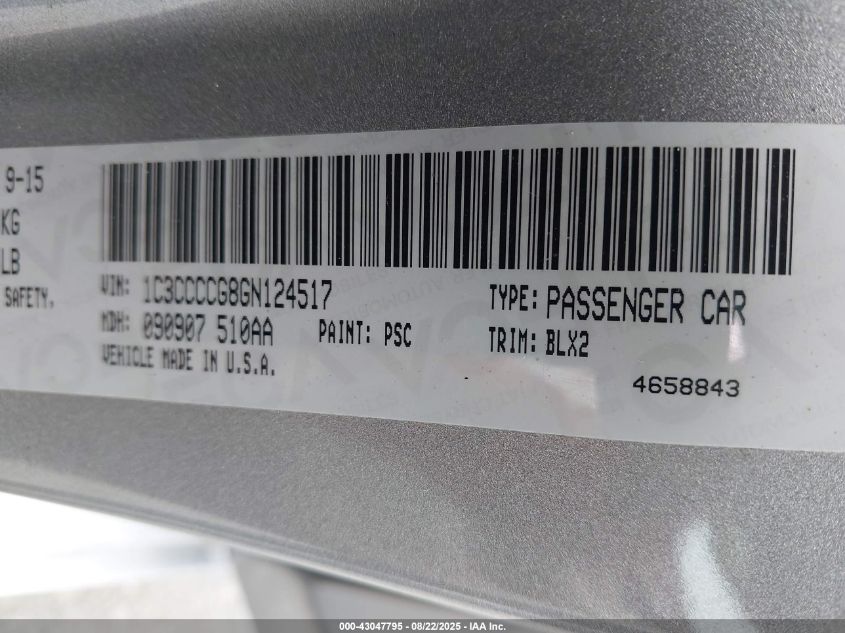 9-15
KG
LB
SAFETY,
VIN: 1C3CCCCG8GN124517
TYPE: PASSENGER CAR
MDH: 090907 510AA
PAINT: PSC
TRIM: BLX2
VEHICLE MADE IN U.S.A.
4658843
000-43047795 - 08/22/2025 - IAA Inc.